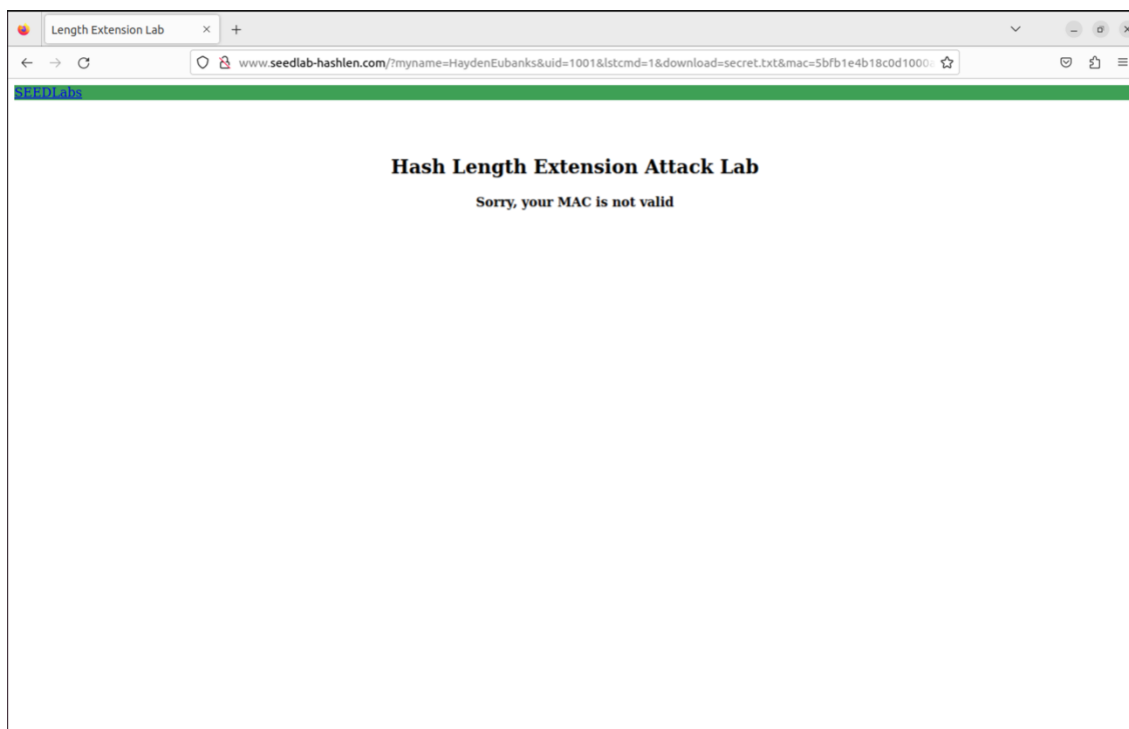 Length Extension Lab
www.seedlab-hashlen.com/?myname=HaydenEubanks&uid=1001&lstcmd=1&download=secret.txt&mac=5bfb1e4b18c0d1000
SEEDLabs
Hash Length Extension Attack Lab
Sorry, your MAC is not valid